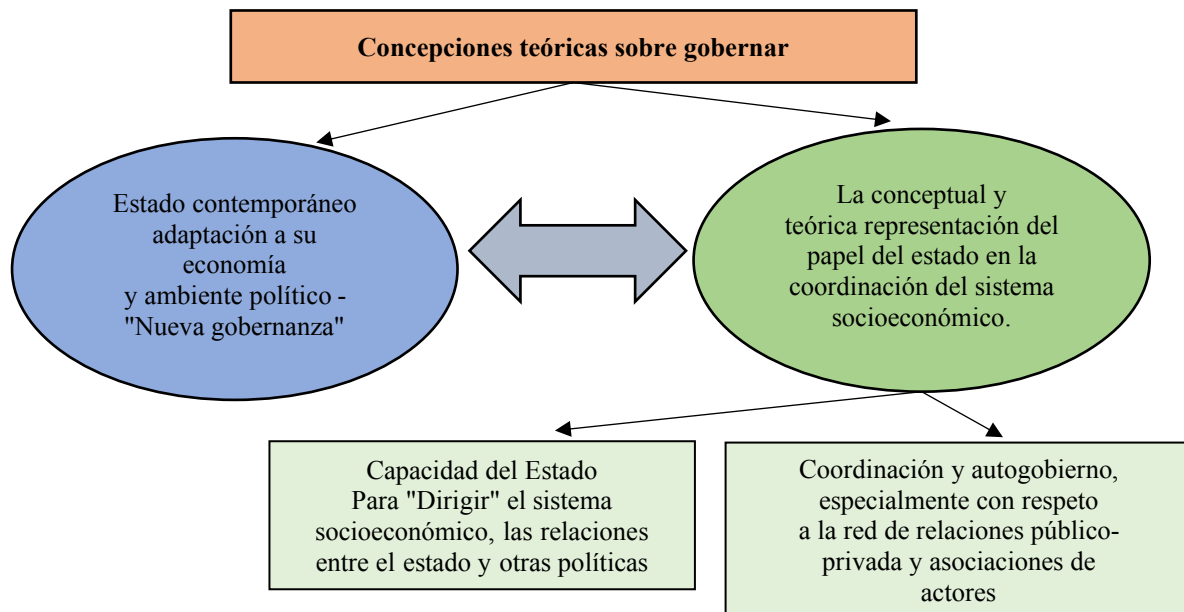 Concepciones teóricas sobre gobernar
Estado contemporáneo
adaptación a su
economía
y ambiente político -
"Nueva gobernanza"
La conceptual y
teórica representación del
papel del estado en la
coordinación del sistema
socioeconómico.
Capacidad del Estado
Para "Dirigir" el sistema
socioeconómico, las relaciones
entre el estado y otras políticas
Coordinación y autogobierno,
especialmente con respeto
a la red de relaciones público-
privada y asociaciones de
actores